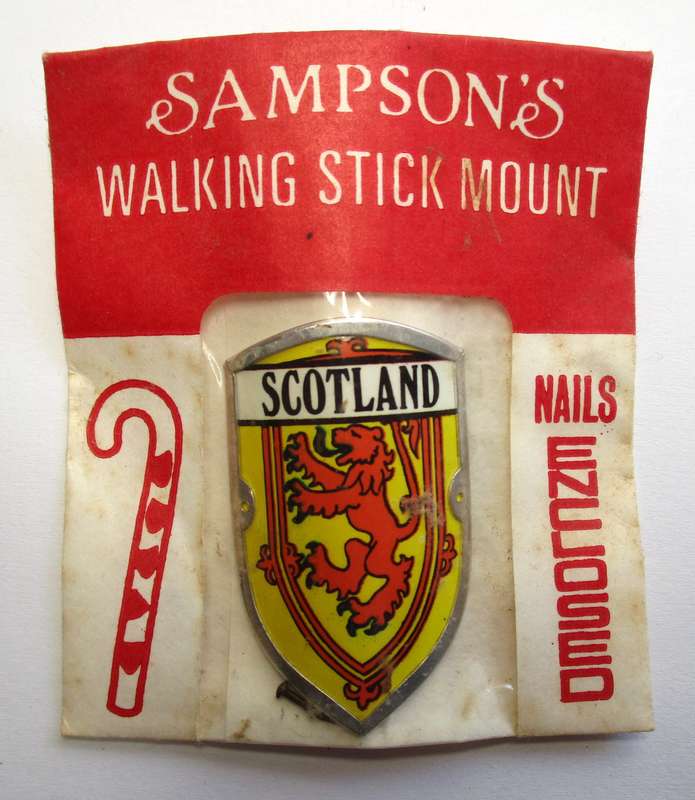 SAMPSON'S
WALKING STICK MOUNT
SCOTLAND
NAILS
ENCLOSED